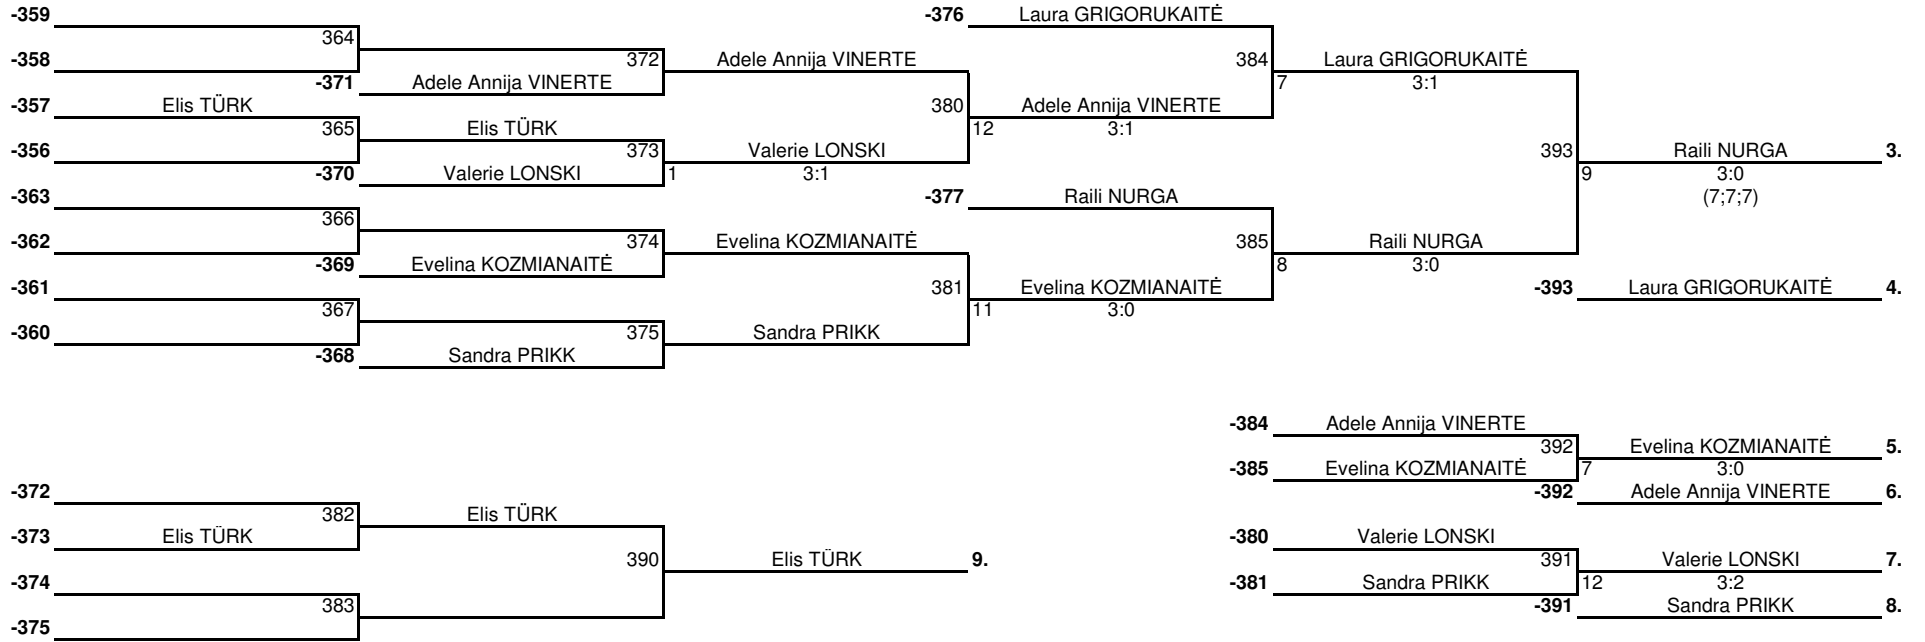 -359 -376 Laura GRIGORUKAITĖ
364
-358 372 Adele Annija VINERTE 384 Laura GRIGORUKAITĖ
-371 Adele Annija VINERTE 7 3:1
-357 Elis TÜRK 380 Adele Annija VINERTE
365 Elis TÜRK 12 3:1
-356 373 Valerie LONSKI 393 Raili NURGA 3.
-370 Valerie LONSKI 1 3:1 9 3:0
-363 -377 Raili NURGA (7;7;7)
366
-362 374 Evelina KOZMIANAITĖ 385 Raili NURGA
-369 Evelina KOZMIANAITĖ 8 3:0
-361 381 Evelina KOZMIANAITĖ -393 Laura GRIGORUKAITĖ 4.
367 11 3:0
-360 375 Sandra PRIKK
-368 Sandra PRIKK
-384 Adele Annija VINERTE
392 Evelina KOZMIANAITĖ 5.
-385 Evelina KOZMIANAITĖ 7 3:0
-372 -392 Adele Annija VINERTE 6.
382 Elis TÜRK
-373 Elis TÜRK -380 Valerie LONSKI
390 Elis TÜRK 9. 391 Valerie LONSKI 7.
-374 -381 Sandra PRIKK 12 3:2
383 -391 Sandra PRIKK 8.
-375